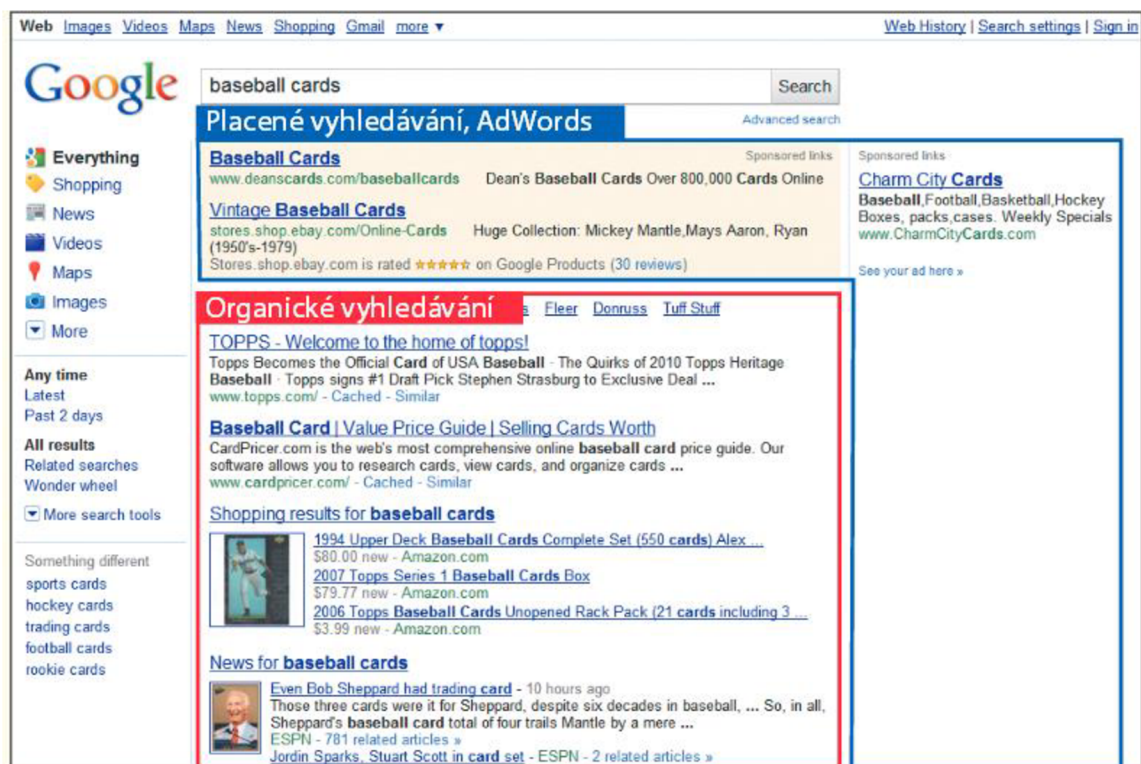 Web Images Videos Maps News Shopping Gmail more ▼
Web History | Search settings | Sign in
Google
baseball cards
Search
Placené vyhledávání, AdWords
Advanced search
Everything
Shopping
News
Videos
Maps
Images
More
Any time
Latest
Past 2 days
All results
Related searches
Wonder wheel
More search tools
Something different
sports cards
hockey cards
trading cards
football cards
rookie cards
Baseball Cards
Sponsored links
www.deanscards.com/baseballcards Dean's Baseball Cards Over 800,000 Cards Online
Vintage Baseball Cards
stores.shop.ebay.com/Online-Cards Huge Collection: Mickey Mantle,Mays Aaron, Ryan
(1950's-1979)
Stores.shop.ebay.com is rated ★★★★★ on Google Products (30 reviews)
Sponsored links
Charm City Cards
Baseball,Football,Basketball,Hockey
Boxes, packs,cases. Weekly Specials
www.CharmCityCards.com
See your ad here »
Organické vyhledávání
s Fleer Donruss Tuff Stuff
TOPPS - Welcome to the home of topps!
Topps Becomes the Official Card of USA Baseball · The Quirks of 2010 Topps Heritage
Baseball · Topps signs #1 Draft Pick Stephen Strasburg to Exclusive Deal ...
www.topps.com/ - Cached - Similar
Baseball Card | Value Price Guide | Selling Cards Worth
CardPricer.com is the web's most comprehensive online baseball card price guide. Our
software allows you to research cards, view cards, and organize cards ...
www.cardpricer.com/ - Cached - Similar
Shopping results for baseball cards
1994 Upper Deck Baseball Cards Complete Set (550 cards) Alex ...
$80.00 new - Amazon.com
2007 Topps Series 1 Baseball Cards Box
$79.77 new - Amazon.com
2006 Topps Baseball Cards Unopened Rack Pack (21 cards including 3 ...
$3.99 new - Amazon.com
News for baseball cards
Even Bob Sheppard had trading card - 10 hours ago
Those three cards were it for Sheppard, despite six decades in baseball, ... So, in all,
Sheppard's baseball card total of four trails Mantle by a mere ...
ESPN - 781 related articles »
Jordin Sparks, Stuart Scott in card set - ESPN - 2 related articles »